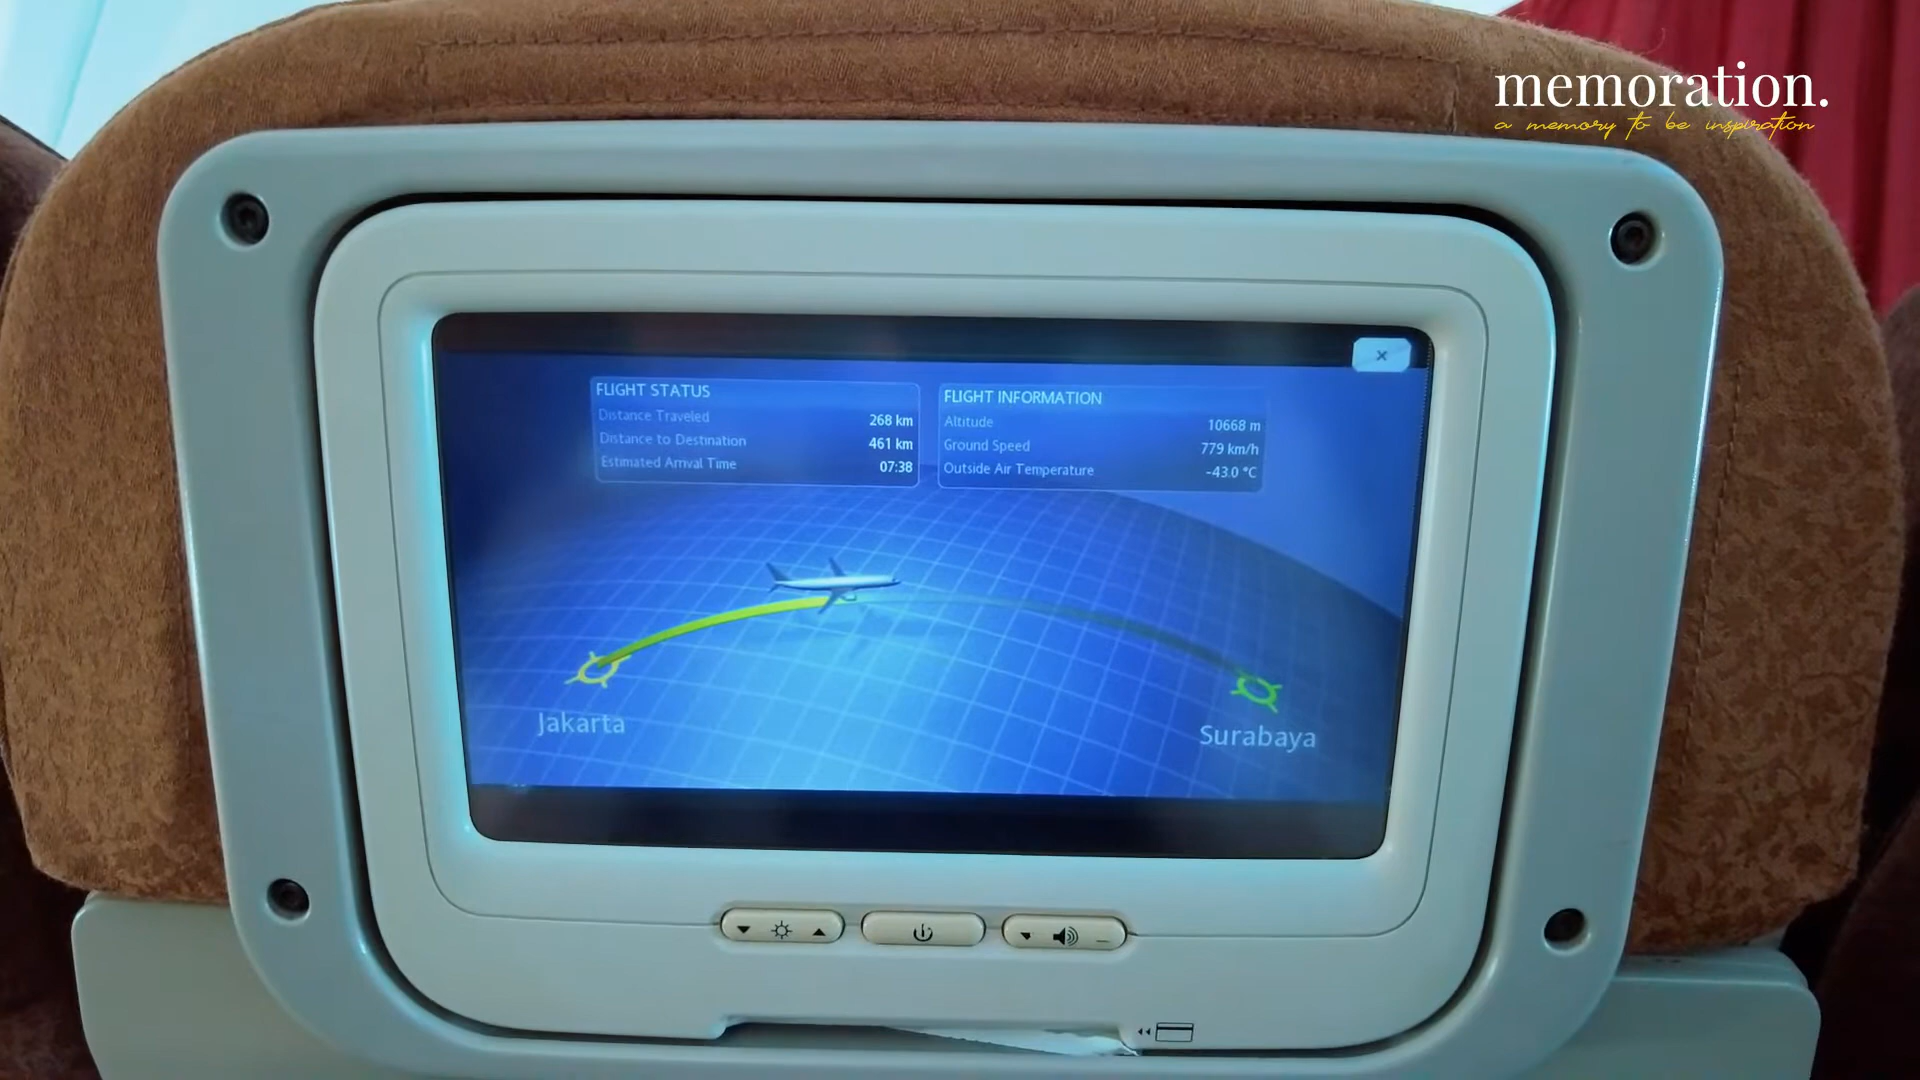 memoration.
a memory to be inspiration
×
FLIGHT STATUS
Distance Traveled 268 km
Distance to Destination 461 km
Estimated Arrival Time 07:38
FLIGHT INFORMATION
Altitude 10668 m
Ground Speed 779 km/h
Outside Air Temperature -43.0 °C
Jakarta
Surabaya